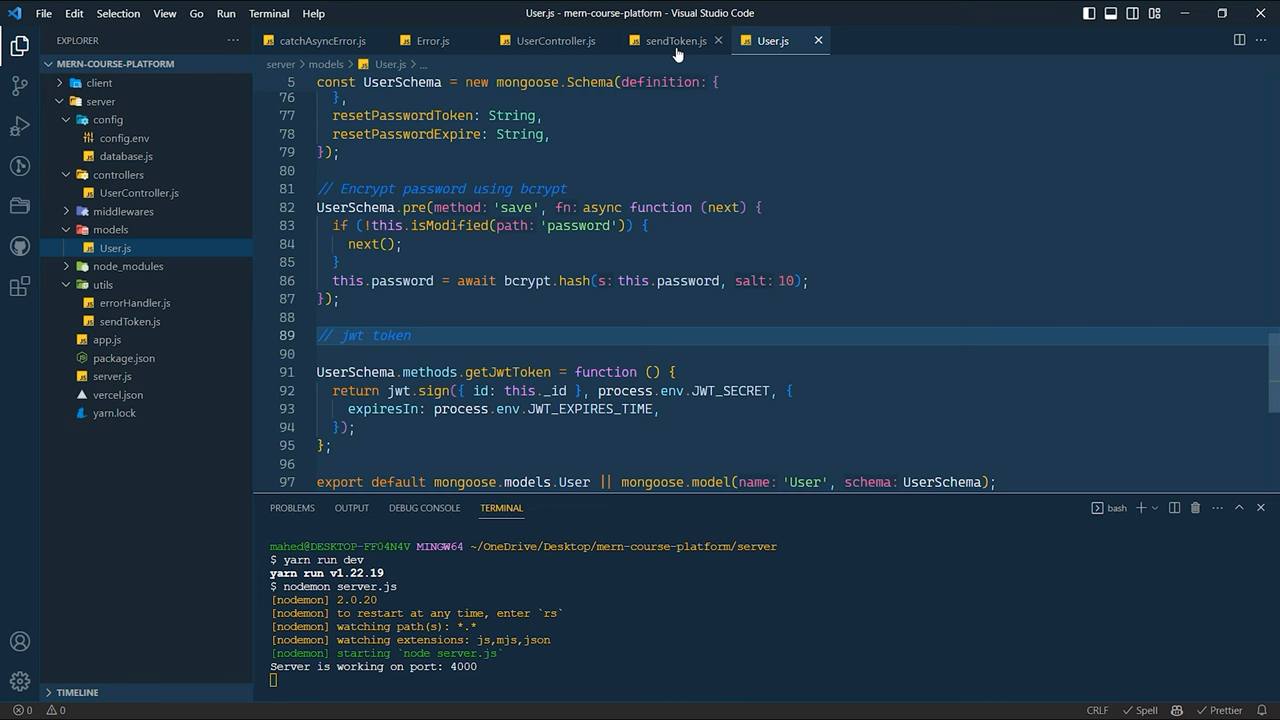 File Edit Selection View Go Run Terminal Help
User.js - mern-course-platform - Visual Studio Code
EXPLORER
MERN-COURSE-PLATFORM
client
server
config
config.env
database.js
controllers
UserController.js
middlewares
models
User.js
node_modules
utils
errorHandler.js
sendToken.js
app.js
package.json
server.js
vercel.json
yarn.lock
TIMELINE
catchAsyncError.js Error.js UserController.js sendToken.js User.js
server > models > User.js > ...
5 const UserSchema = new mongoose.Schema(definition: {
76 },
77 resetPasswordToken: String,
78 resetPasswordExpire: String,
79 });
80
81 // Encrypt password using bcrypt
82 UserSchema.pre(method: 'save', fn: async function (next) {
83 if (!this.isModified(path: 'password')) {
84 next();
85 }
86 this.password = await bcrypt.hash(s: this.password, salt: 10);
87 });
88
89 // jwt token
90
91 UserSchema.methods.getJwtToken = function () {
92 return jwt.sign({ id: this._id }, process.env.JWT_SECRET, {
93 expiresIn: process.env.JWT_EXPIRES_TIME,
94 });
95 };
96
97 export default mongoose.models.User || mongoose.model(name: 'User', schema: UserSchema);
PROBLEMS OUTPUT DEBUG CONSOLE TERMINAL
bash
mahed@DESKTOP-FF04N4V MINGW64 ~/OneDrive/Desktop/mern-course-platform/server
$ yarn run dev
yarn run v1.22.19
$ nodemon server.js
[nodemon] 2.0.20
[nodemon] to restart at any time, enter `rs`
[nodemon] watching path(s): *.*
[nodemon] watching extensions: js,mjs,json
[nodemon] starting `node server.js`
Server is working on port: 4000
0 0
CRLF Spell Prettier